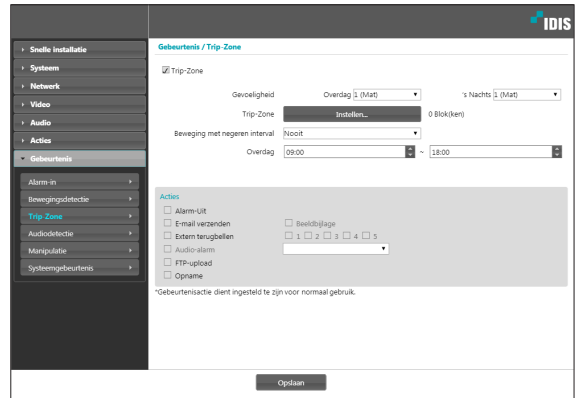 IDIS
Snelle installatie
Systeem
Netwerk
Video
Audio
Acties
Gebeurtenis
Alarm-in
Bewegingsdetectie
Trip-Zone
Audiodetectie
Manipulatie
Systeemgebeurtenis
Gebeurtenis / Trip-Zone
Trip-Zone
Gevoeligheid Overdag 1 (Mat) 's Nachts 1 (Mat)
Trip-Zone Instellen... 0 Blok(ken)
Beweging met negeren interval Nooit
Overdag 09:00 ~ 18:00
Acties
Alarm-Uit
E-mail verzenden Beeldbijlage
Extern terugbellen 1 2 3 4 5
Audio-alarm
FTP-upload
Opname
*Gebeurtenisactie dient ingesteld te zijn voor normaal gebruik.
Opslaan